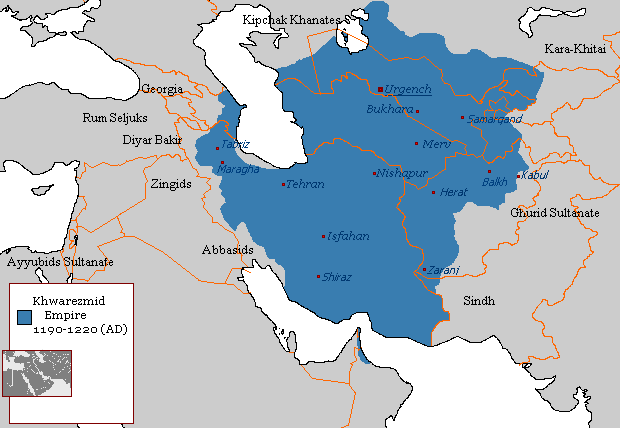 Kipchak Khanates
Kara-Khitai
Georgia
Urgench
Bukhara
Samarqand
Rum Seljuks
Diyar Bakir
Tabriz
Merv
Maragha
Nishapur
Balkh
Kabul
Zingids
Tehran
Herat
Ghurid Sultanate
Isfahan
Abbasids
Ayyubids Sultanate
Zaranj
Shiraz
Sindh
Khwarezmid
Empire
1190-1220 (AD)